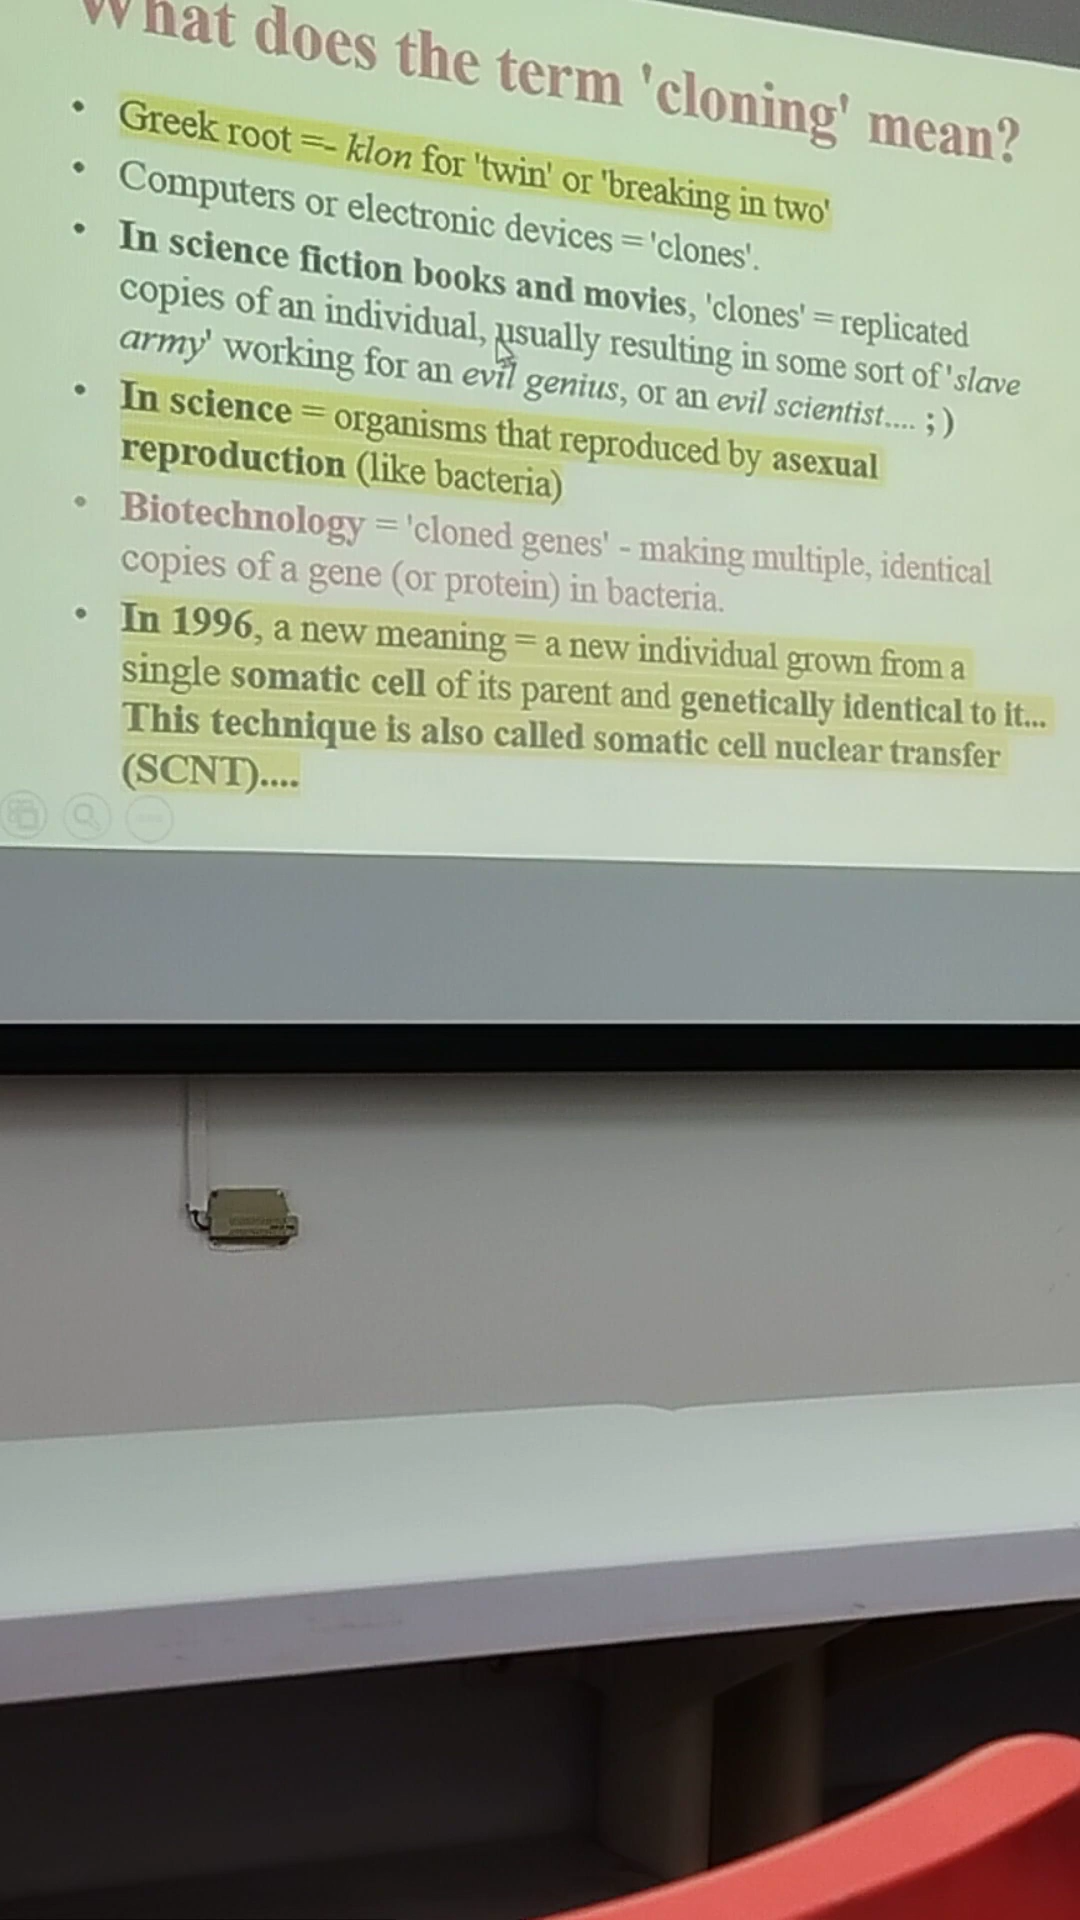 What does the term 'cloning' mean?
• Greek root =- klon for 'twin' or 'breaking in two'
• Computers or electronic devices = 'clones'.
• In science fiction books and movies, 'clones' = replicated
copies of an individual, usually resulting in some sort of 'slave
army' working for an evil genius, or an evil scientist.... ;)
• In science = organisms that reproduced by asexual
reproduction (like bacteria)
• Biotechnology = 'cloned genes' - making multiple, identical
copies of a gene (or protein) in bacteria.
• In 1996, a new meaning = a new individual grown from a
single somatic cell of its parent and genetically identical to it...
This technique is also called somatic cell nuclear transfer
(SCNT)....